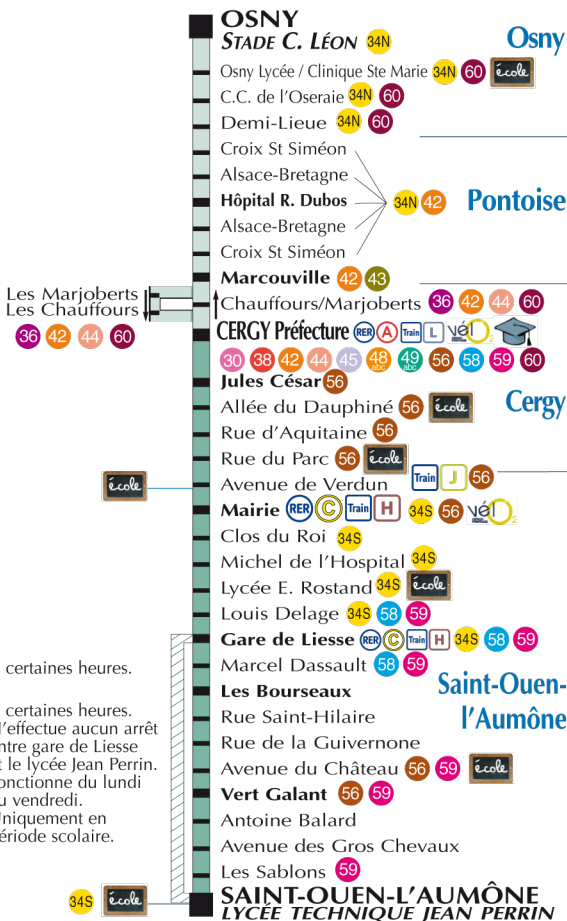 OSNY
STADE C. LÉON 34N
Osny
Osny Lycée / Clinique Ste Marie 34N 60 école
C.C. de l'Oseraie 34N 60
Demi-Lieue 34N 60
Croix St Siméon
Alsace-Bretagne
Hôpital R. Dubos 34N 42 Pontoise
Alsace-Bretagne
Croix St Siméon
Marcouville 42 43
Les Marjoberts
Les Chauffours
36 42 44 60
Chauffours/Marjoberts 36 42 44 60
CERGY Préfecture RER A Train L vélO2
30 38 42 44 45 48 abc 49 abc 56 58 59 60
Jules César 56
Allée du Dauphiné 56 école
Cergy
Rue d'Aquitaine 56
Rue du Parc 56 école
Avenue de Verdun Train J 56
école
Mairie RER C Train H 34S 56 vélO2
Clos du Roi 34S
Michel de l'Hospital 34S
Lycée E. Rostand 34S école
Louis Delage 34S 58 59
Gare de Liesse RER C Train H 34S 58 59
Marcel Dassault 58 59
Les Bourseaux
Saint-Ouen-
l'Aumône
Rue Saint-Hilaire
Rue de la Guivernone
Avenue du Château 56 59 école
Vert Galant 56 59
Antoine Balard
Avenue des Gros Chevaux
Les Sablons 59
certaines heures.
certaines heures.
'effectue aucun arrêt
ntre gare de Liesse
t le lycée Jean Perrin.
onctionne du lundi
u vendredi.
Uniquement en
ériode scolaire.
34S école
SAINT-OUEN-L'AUMÔNE
LYCÉE TECHNIQUE JEAN PERRIN